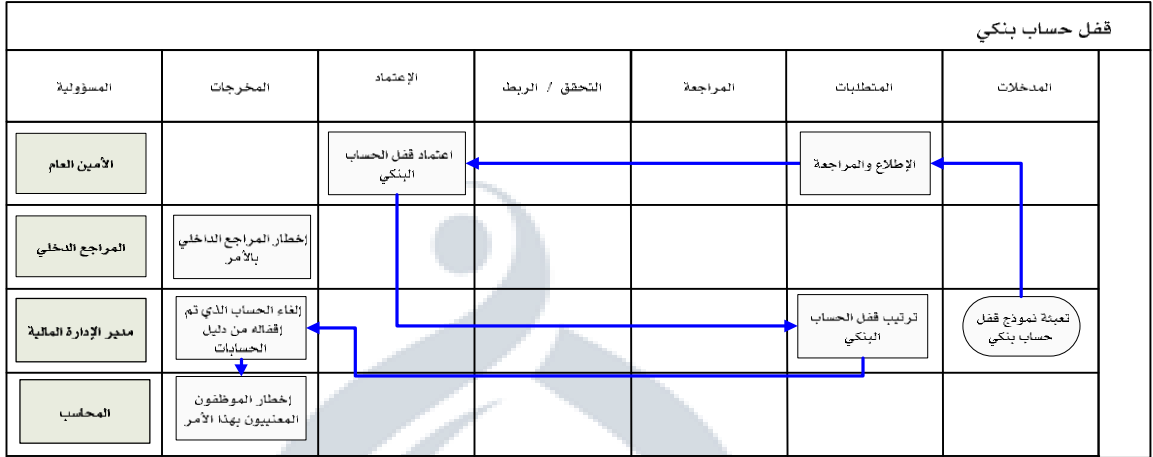 قفل حساب بنكي
المدخلات
المتطلبات
المراجعة
التحقق / الربط
الإعتماد
المخرجات
المسؤولية
الإطلاع والمراجعة
اعتماد قفل الحساب
البنكي
الأمين العام
إخطار المراجع الداخلي
بالأمر
المراجع الدخلي
تعبئة نموذج قفل
حساب بنكي
ترتيب قفل الحساب
البنكي
إلغاء الحساب الذي تم
إقفاله من دليل
الحسابات
مدير الإدارة المالية
إخطار الموظفون
المعنييون بهذا الأمر
المحاسب